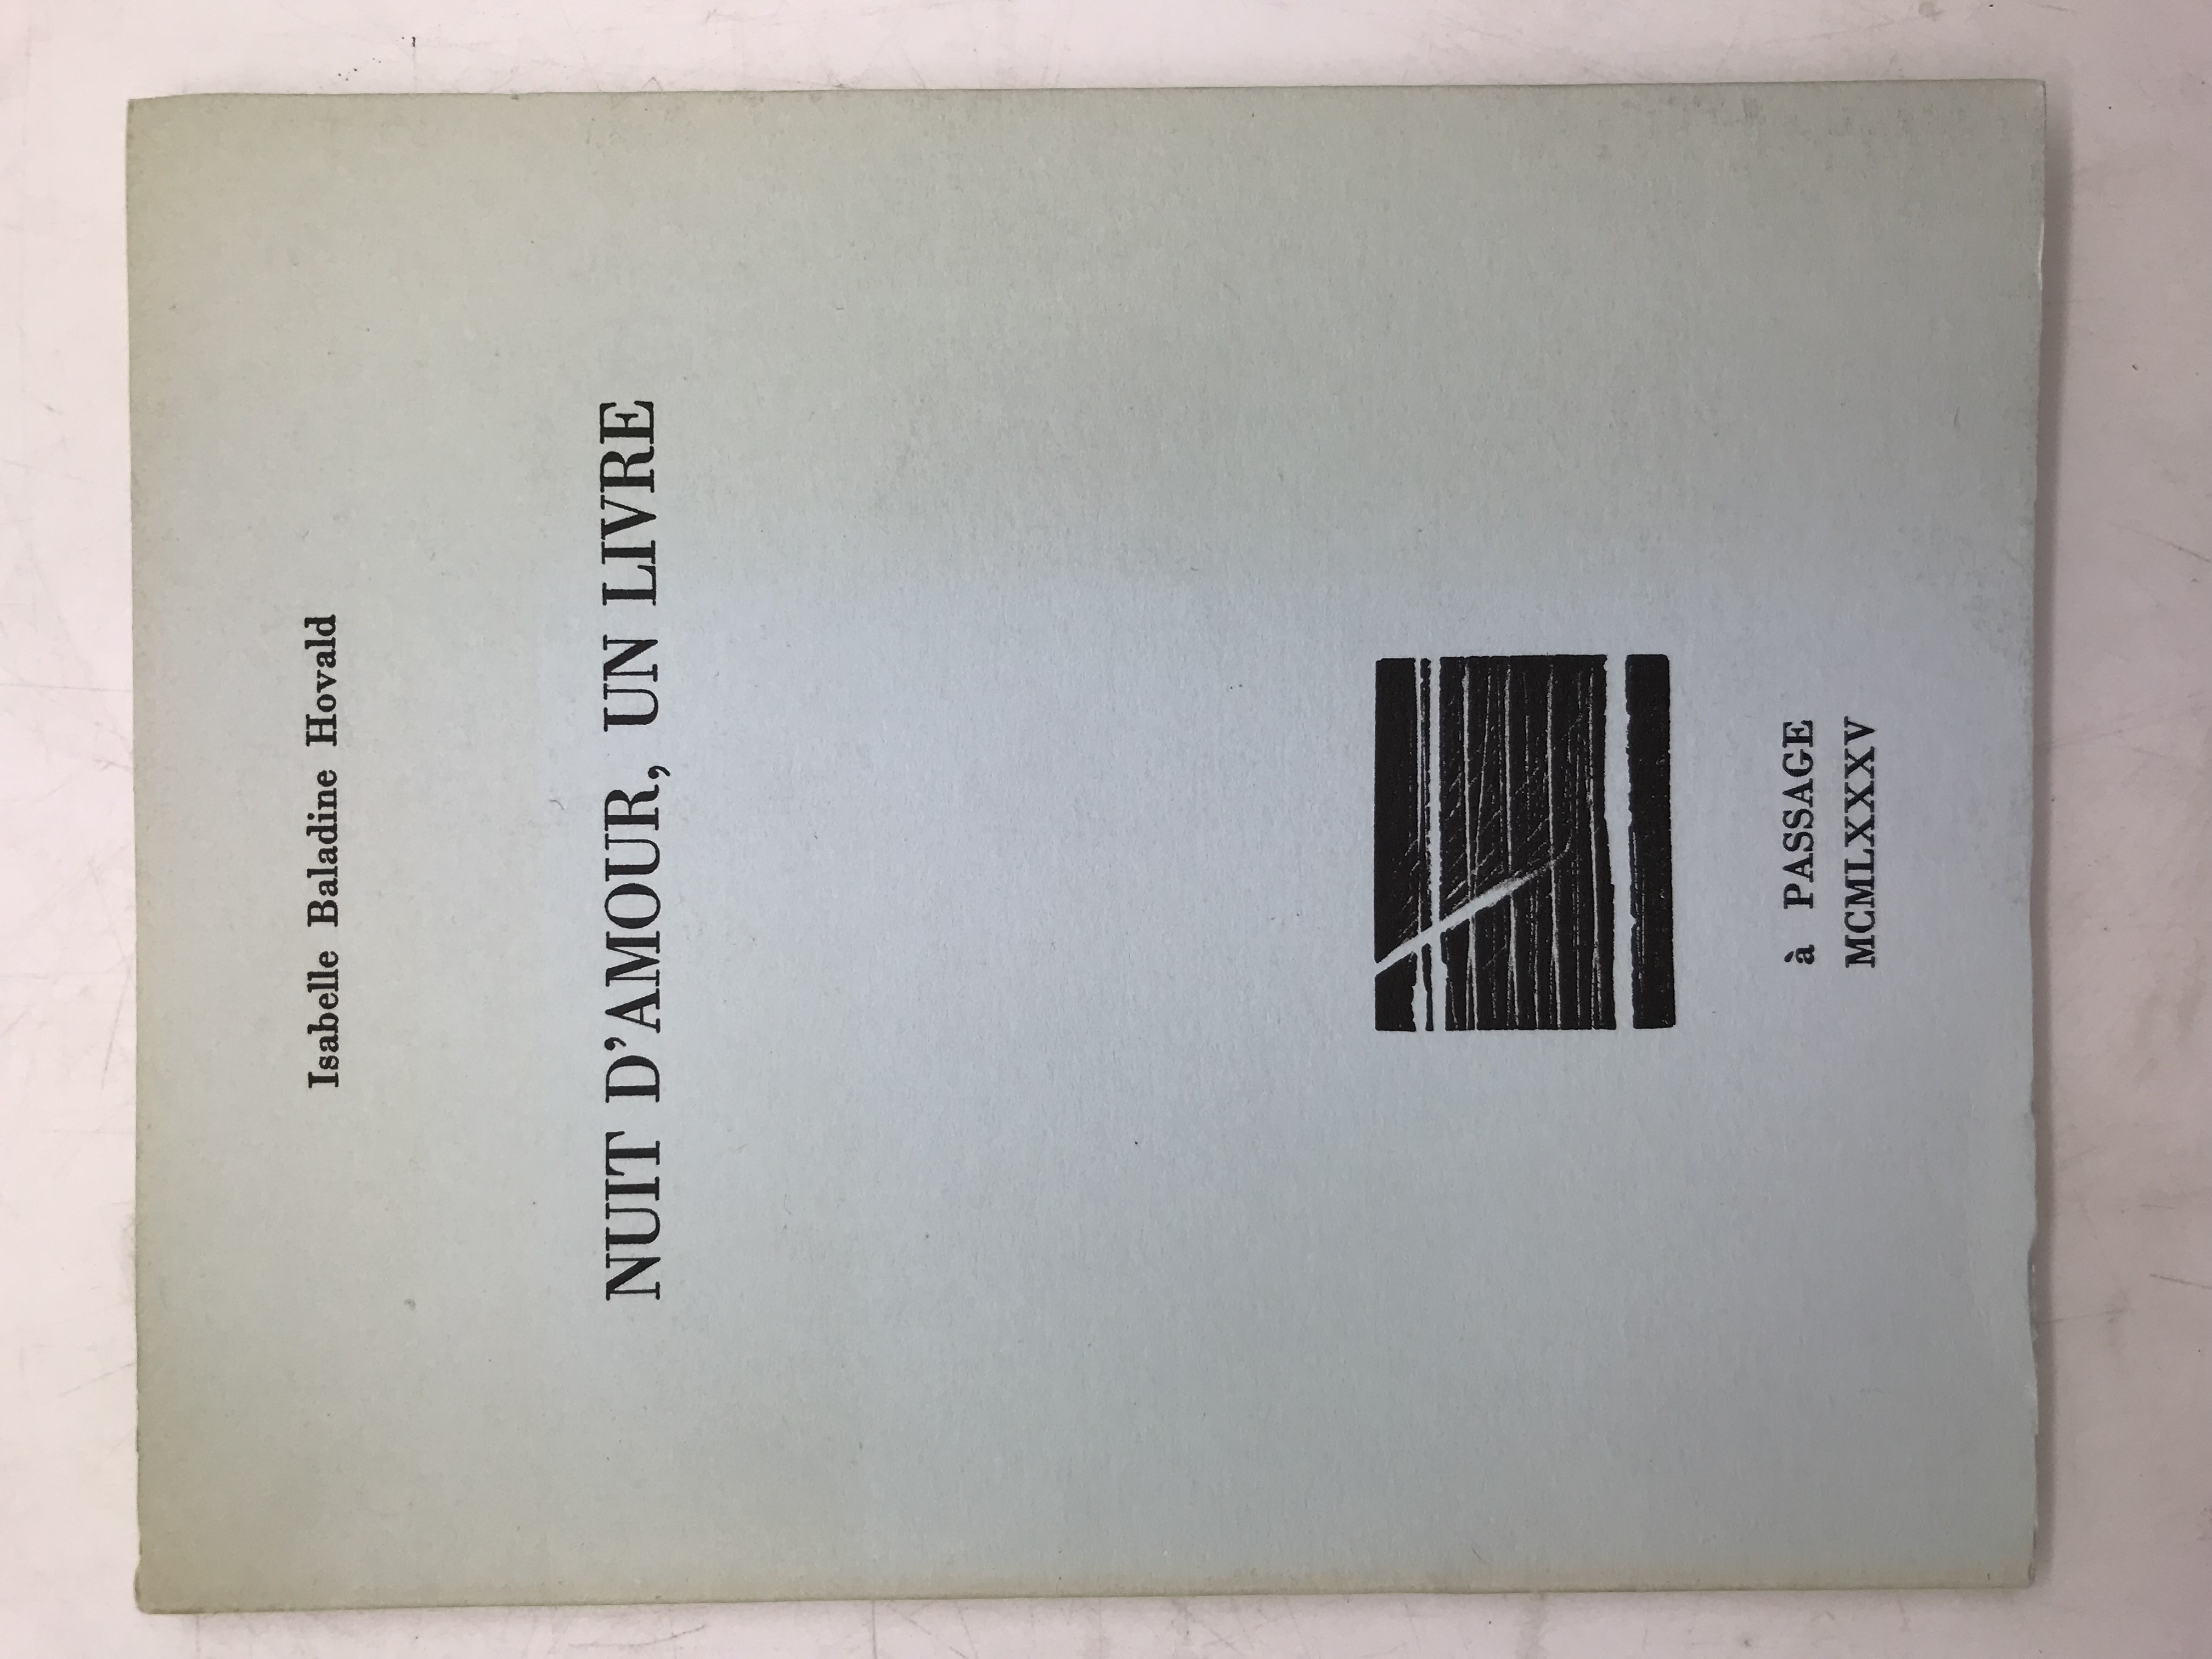 Isabelle Baladine Hovald
NUIT D'AMOUR, UN LIVRE
à PASSAGE
MCMLXXXV